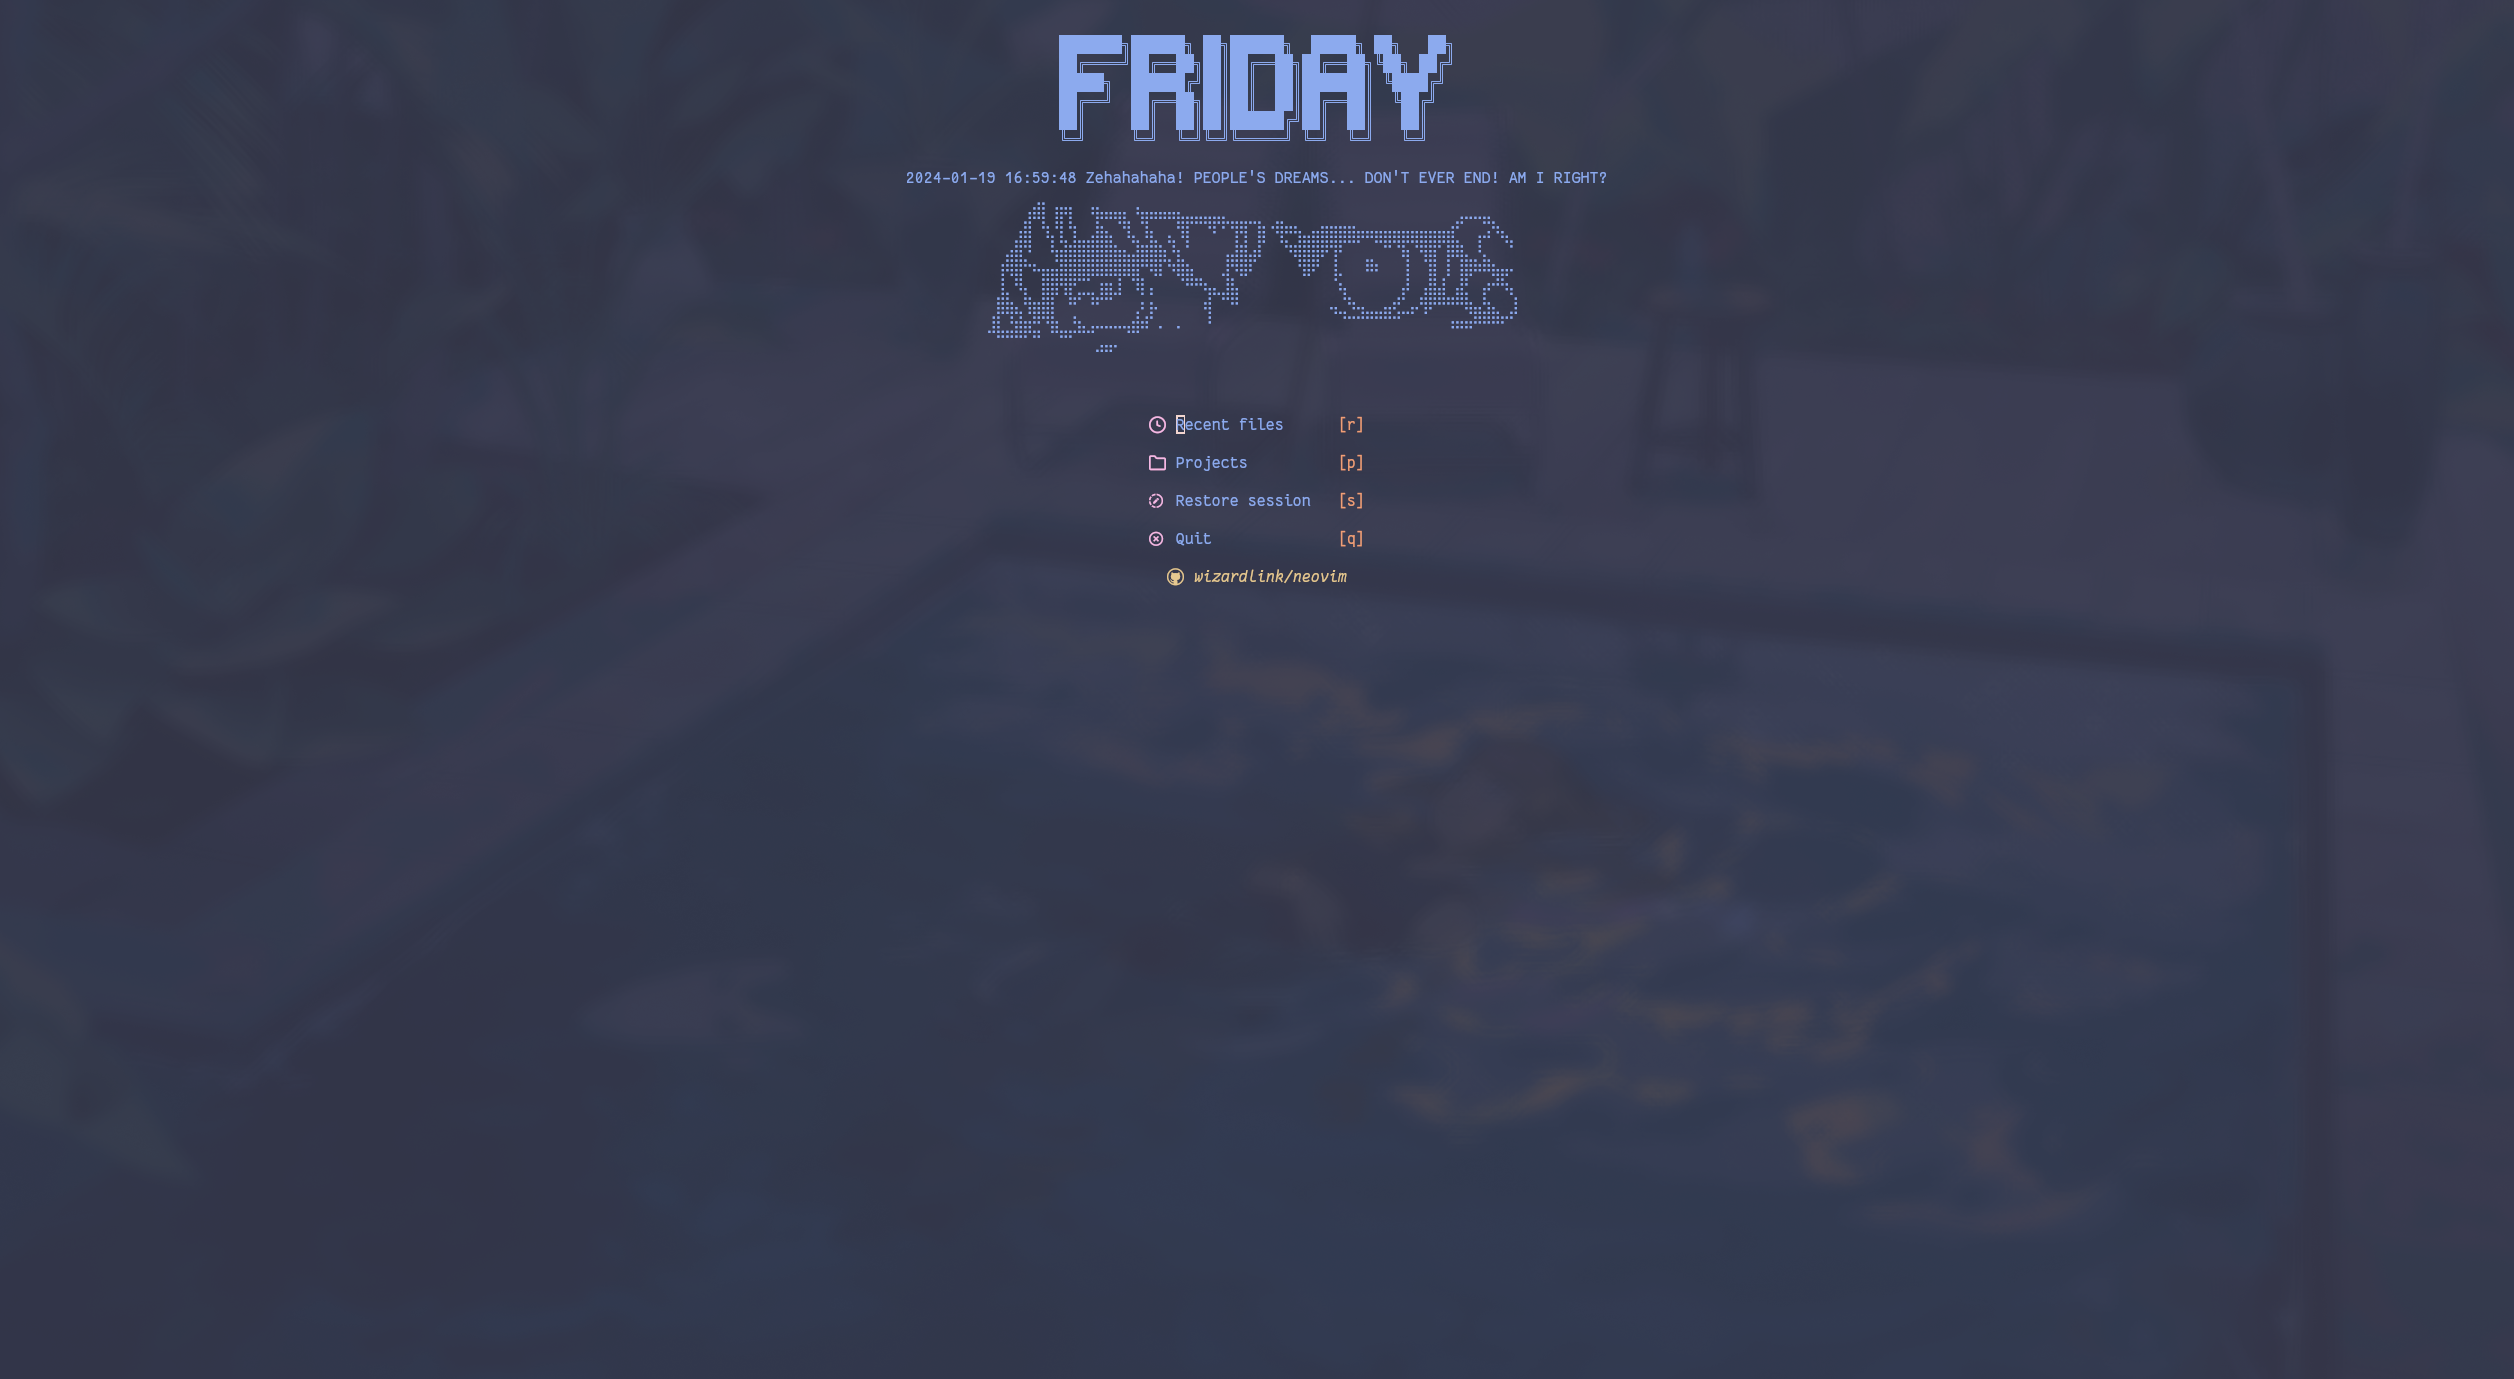 FRIDAY
2024-01-19 16:59:48 Zehahahaha! PEOPLE'S DREAMS... DON'T EVER END! AM I RIGHT?
Recent files [r]
Projects [p]
Restore session [s]
Quit [q]
wizardlink/neovim